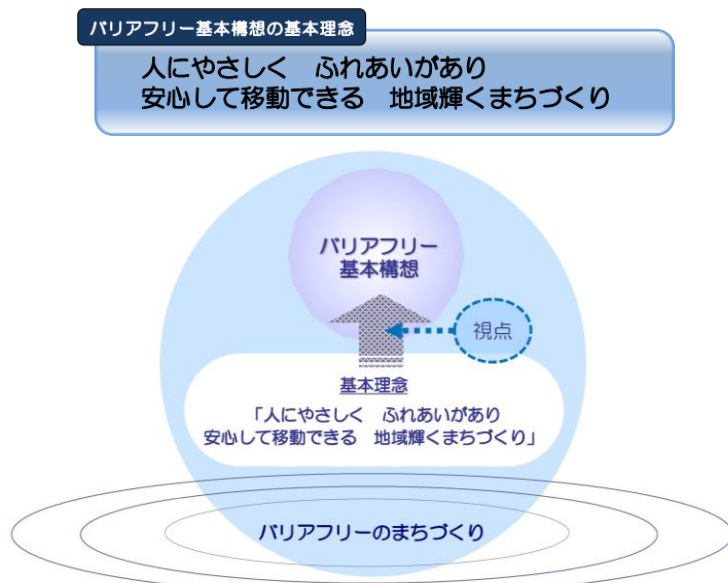 バリアフリー基本構想の基本理念
人にやさしく　ふれあいがあり
安心して移動できる　地域輝くまちづくり
バリアフリー
基本構想
視点
基本理念
「人にやさしく　ふれあいがあり
安心して移動できる　地域輝くまちづくり」
バリアフリーのまちづくり